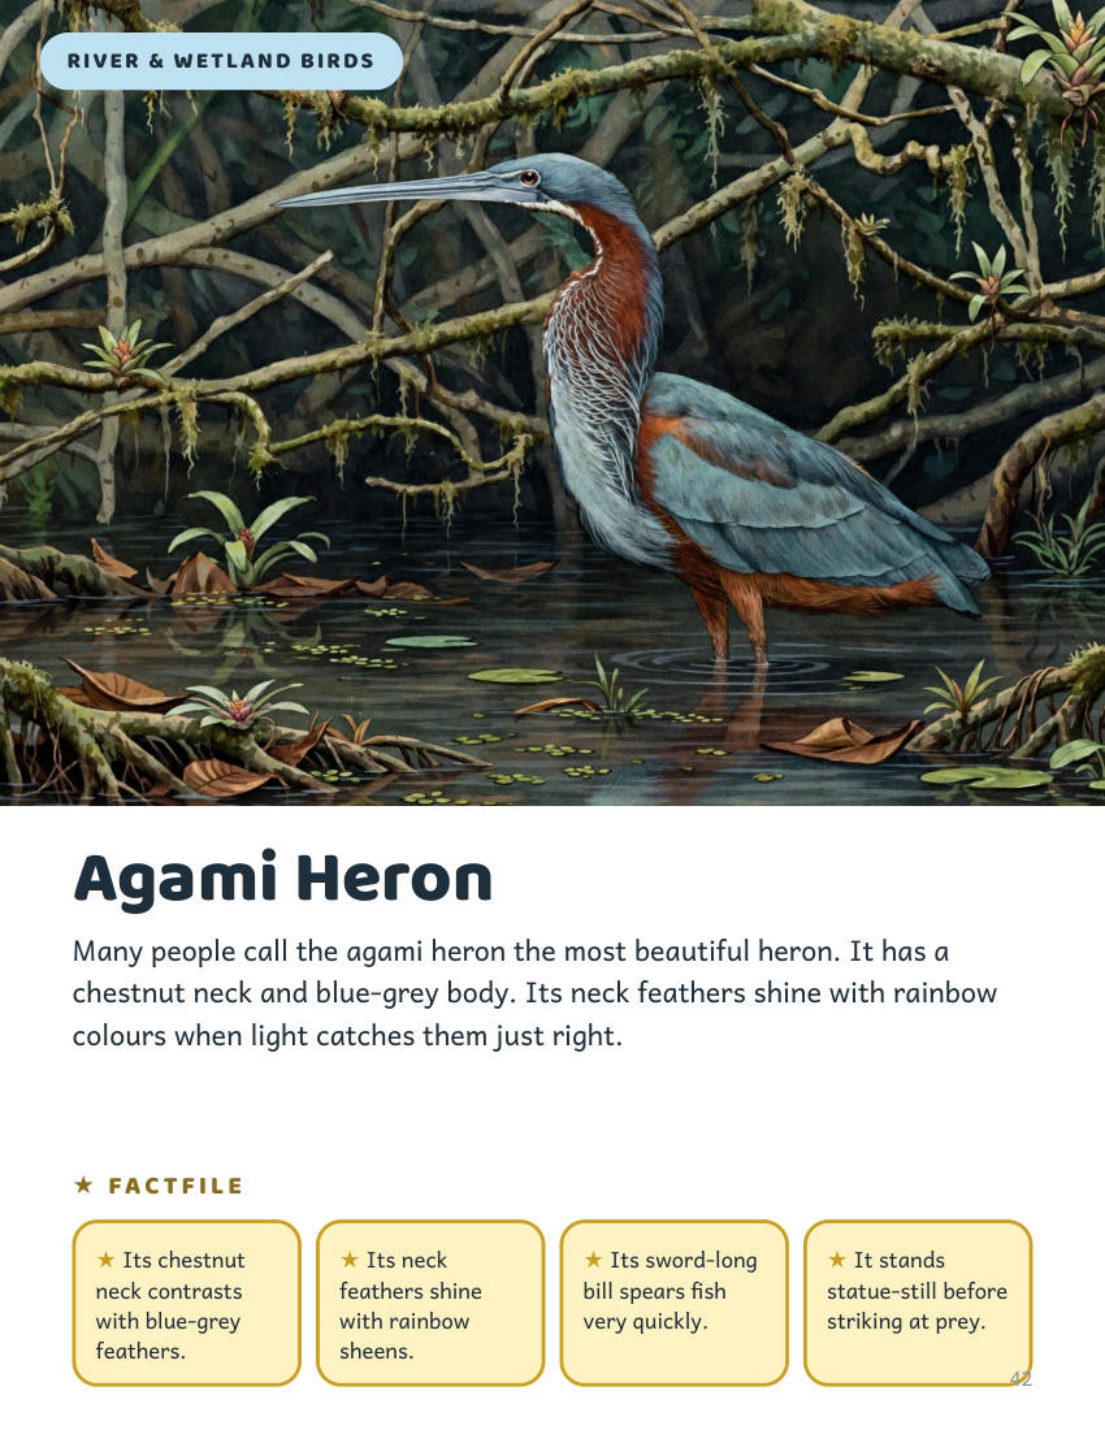 RIVER & WETLAND BIRDS
Agami Heron
Many people call the agami heron the most beautiful heron. It has a
chestnut neck and blue-grey body. Its neck feathers shine with rainbow
colours when light catches them just right.
★ FACTFILE
★ Its chestnut
neck contrasts
with blue-grey
feathers.
★ Its neck
feathers shine
with rainbow
sheens.
★ Its sword-long
bill spears fish
very quickly.
★ It stands
statue-still before
striking at prey.
42